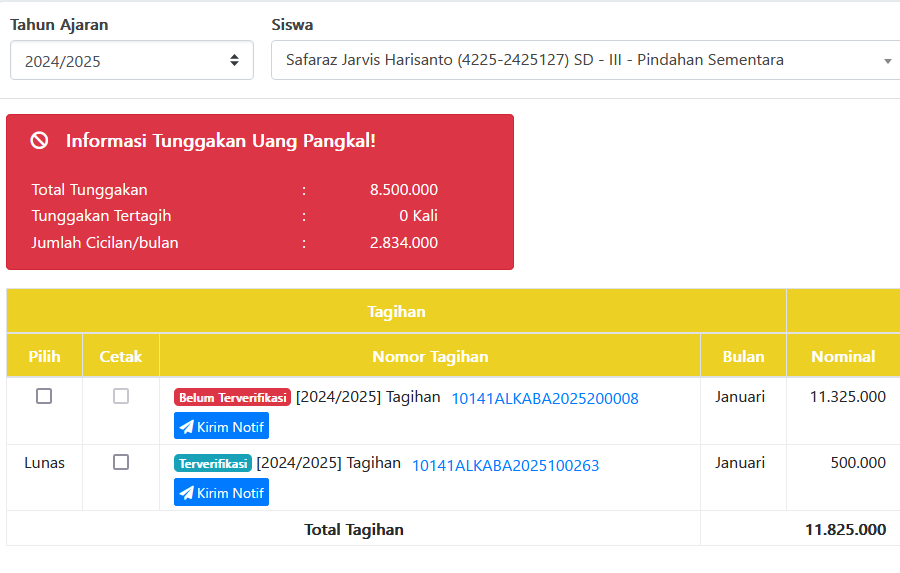 Tahun Ajaran Siswa
2024/2025 Safaraz Jarvis Harisanto (4225-2425127) SD - III - Pindahan Sementara
Informasi Tunggakan Uang Pangkal!
Total Tunggakan : 8.500.000
Tunggakan Tertagih : 0 Kali
Jumlah Cicilan/bulan : 2.834.000
Tagihan
Pilih Cetak Nomor Tagihan Bulan Nominal
Belum Terverifikasi [2024/2025] Tagihan 10141ALKABA2025200008 Januari 11.325.000
Kirim Notif
Lunas Terverifikasi [2024/2025] Tagihan 10141ALKABA2025100263 Januari 500.000
Kirim Notif
Total Tagihan 11.825.000